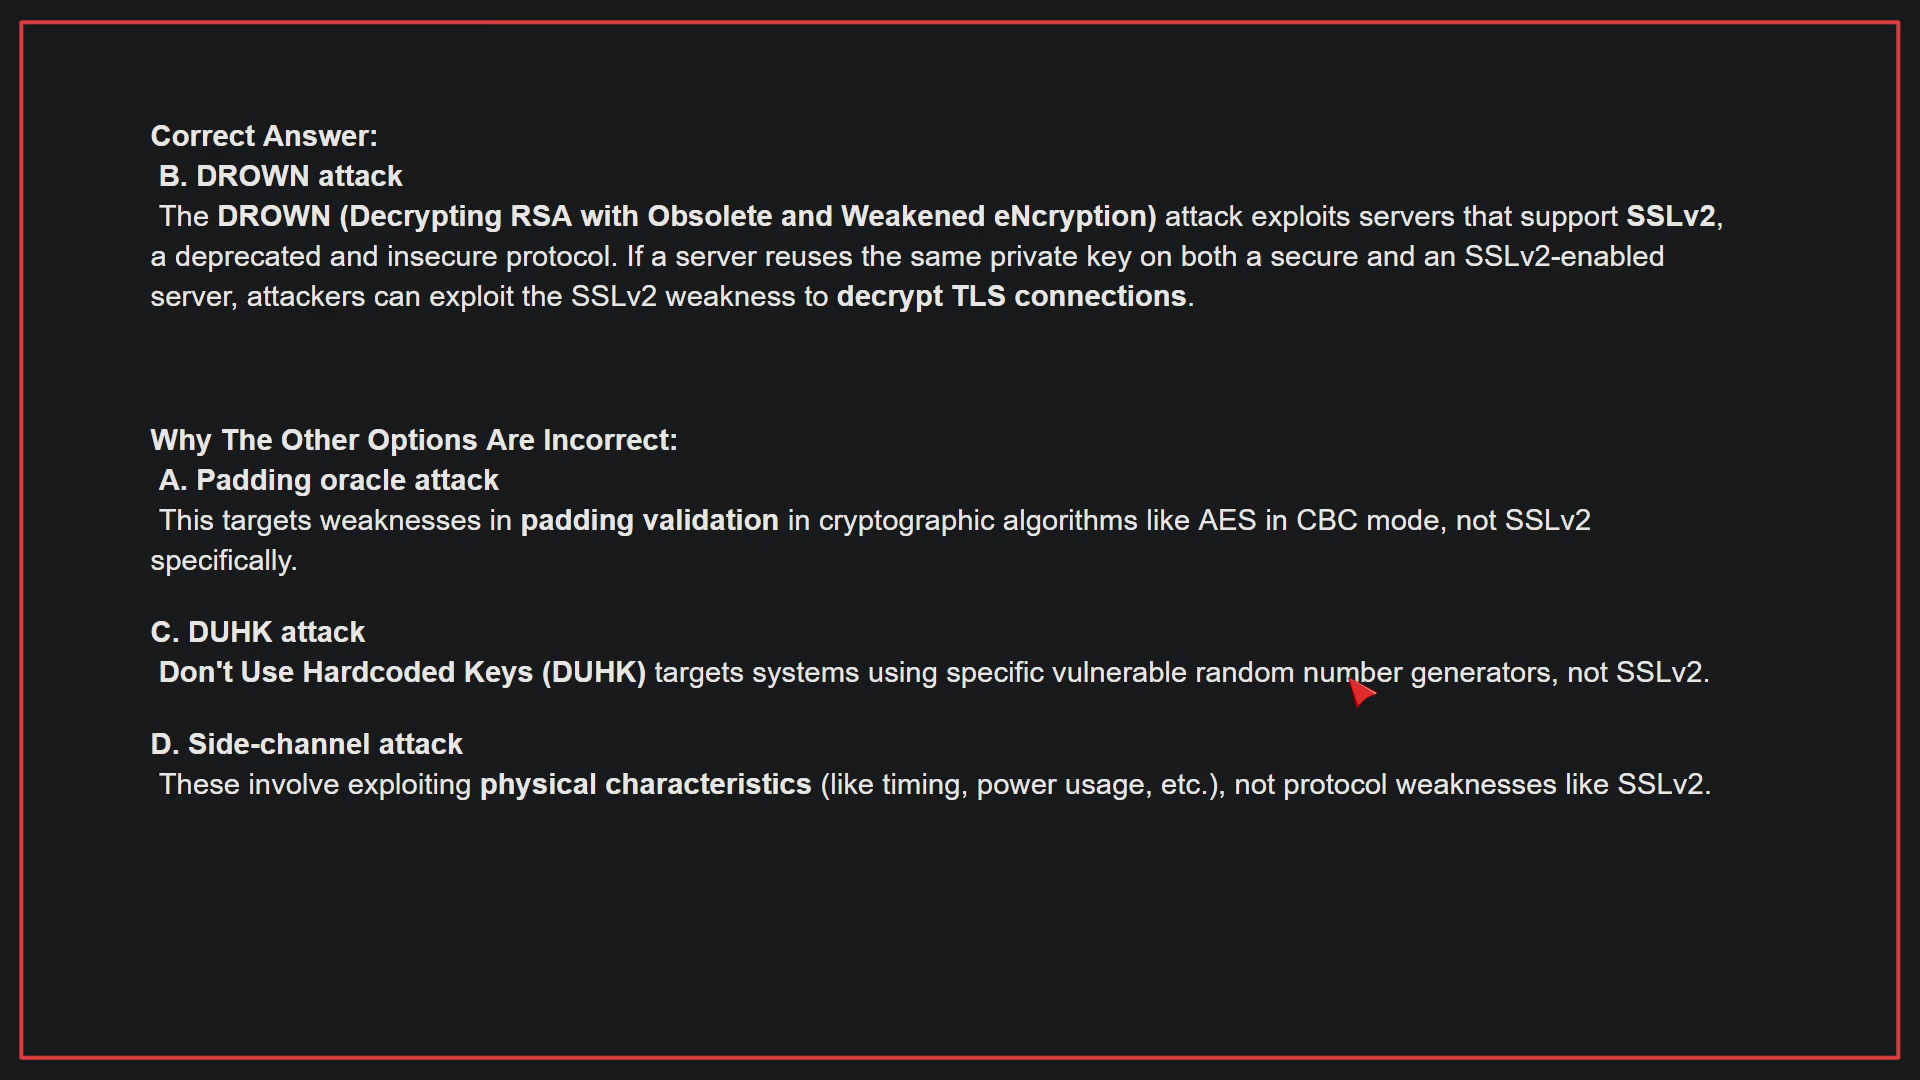 Correct Answer:
B. DROWN attack
The DROWN (Decrypting RSA with Obsolete and Weakened eNcryption) attack exploits servers that support SSLv2,
a deprecated and insecure protocol. If a server reuses the same private key on both a secure and an SSLv2-enabled
server, attackers can exploit the SSLv2 weakness to decrypt TLS connections.
Why The Other Options Are Incorrect:
A. Padding oracle attack
This targets weaknesses in padding validation in cryptographic algorithms like AES in CBC mode, not SSLv2
specifically.
C. DUHK attack
Don't Use Hardcoded Keys (DUHK) targets systems using specific vulnerable random number generators, not SSLv2.
D. Side-channel attack
These involve exploiting physical characteristics (like timing, power usage, etc.), not protocol weaknesses like SSLv2.